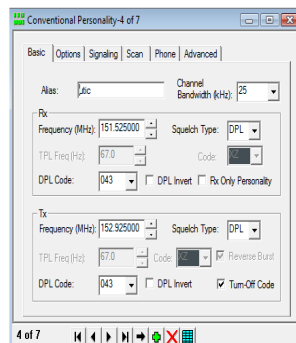 Conventional Personality-4 of 7
Basic Options Signaling Scan Phone Advanced
Alias: Utic Channel Bandwidth (kHz): 25
Rx
Frequency (MHz): 151.525000 Squelch Type: DPL
TPL Freq (Hz): 67.0 Code: XZ
DPL Code: 043 DPL Invert Rx Only Personality
Tx
Frequency (MHz): 152.925000 Squelch Type: DPL
TPL Freq (Hz): 67.0 Code: XZ Reverse Burst
DPL Code: 043 DPL Invert Turn-Off Code
4 of 7